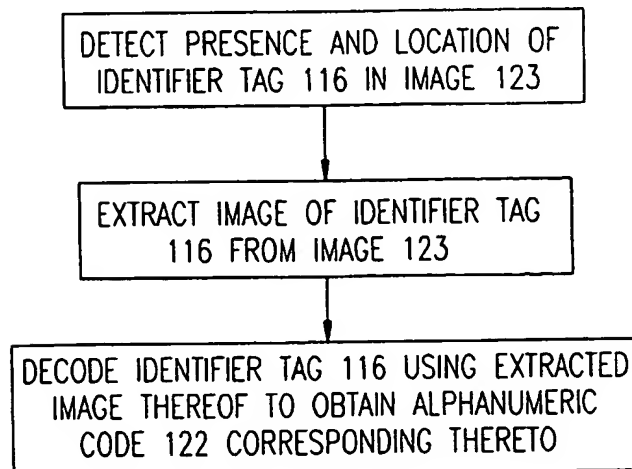 DETECT PRESENCE AND LOCATION OF
IDENTIFIER TAG 116 IN IMAGE 123
EXTRACT IMAGE OF IDENTIFIER TAG
116 FROM IMAGE 123
DECODE IDENTIFIER TAG 116 USING EXTRACTED
IMAGE THEREOF TO OBTAIN ALPHANUMERIC
CODE 122 CORRESPONDING THERETO